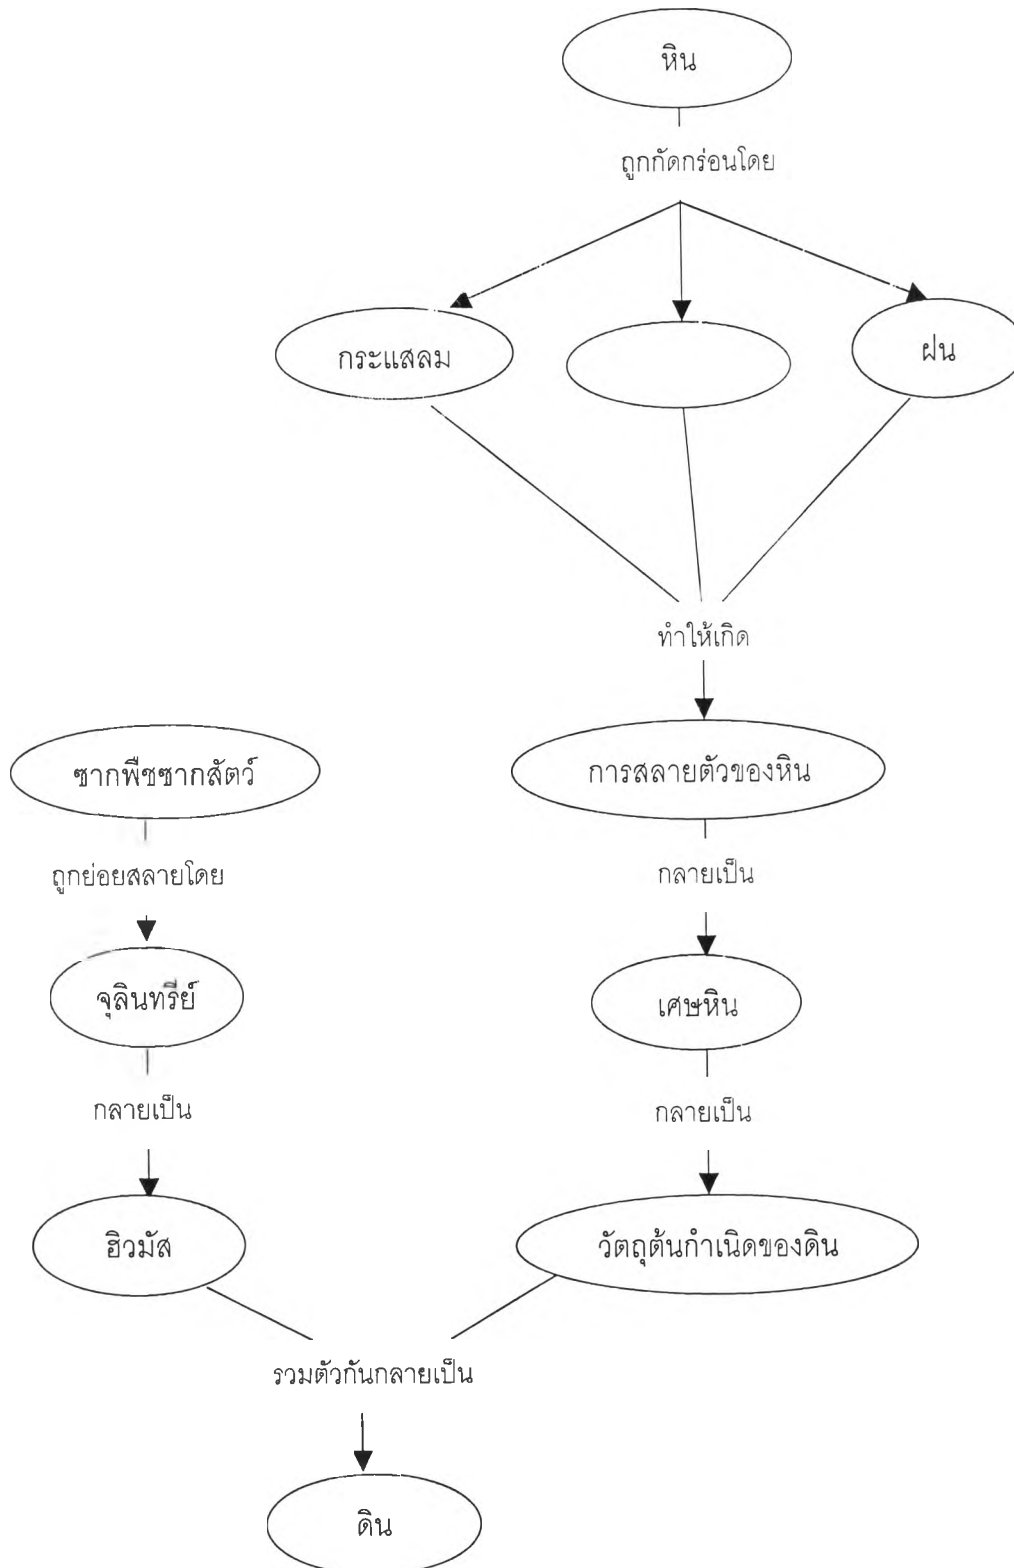 หิน
ถูกกัดกร่อนโดย
กระแสลม
ฝน
ทำให้เกิด
ซากพืชซากสัตว์
การสลายตัวของหิน
ถูกย่อยสลายโดย
กลายเป็น
จุลินทรีย์
เศษหิน
กลายเป็น
กลายเป็น
ฮิวมัส
วัตถุต้นกำเนิดของดิน
รวมตัวกันกลายเป็น
ดิน